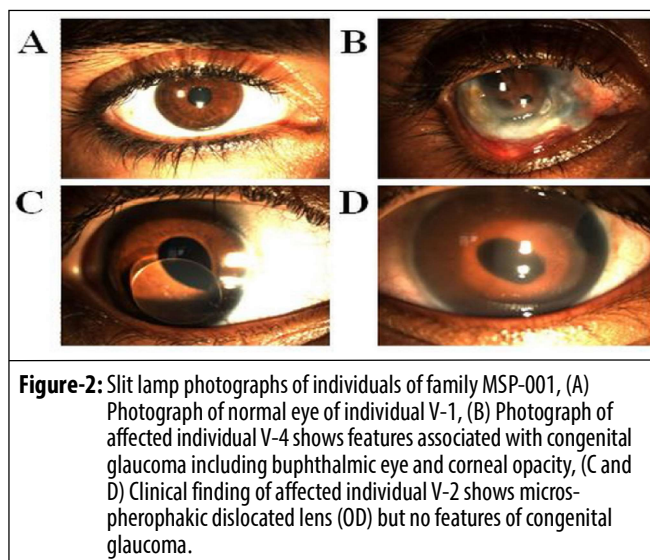 A
B
C
D
Figure-2: Slit lamp photographs of individuals of family MSP-001, (A)
Photograph of normal eye of individual V-1, (B) Photograph of
affected individual V-4 shows features associated with congenital
glaucoma including buphthalmic eye and corneal opacity, (C and
D) Clinical finding of affected individual V-2 shows micros-
pherophakic dislocated lens (OD) but no features of congenital
glaucoma.